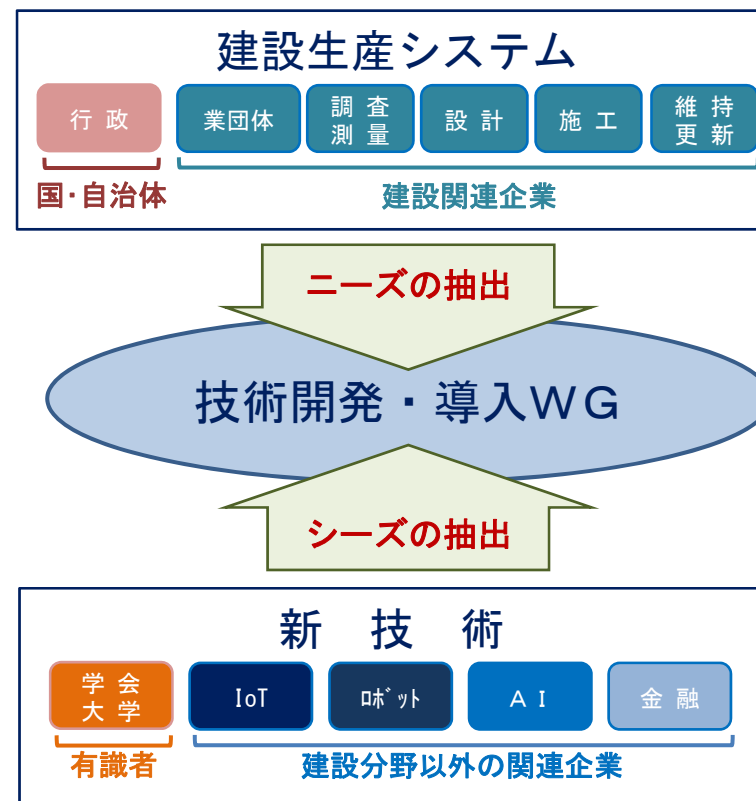 建設生産システム
行 政
業団体
調 査
測 量
設 計
施 工
維 持
更 新
国・自治体
建設関連企業
ニーズの抽出
技術開発・導入ＷＧ
シーズの抽出
新 技 術
学 会
大 学
IoT
ﾛﾎﾞｯﾄ
ＡＩ
金 融
有識者
建設分野以外の関連企業